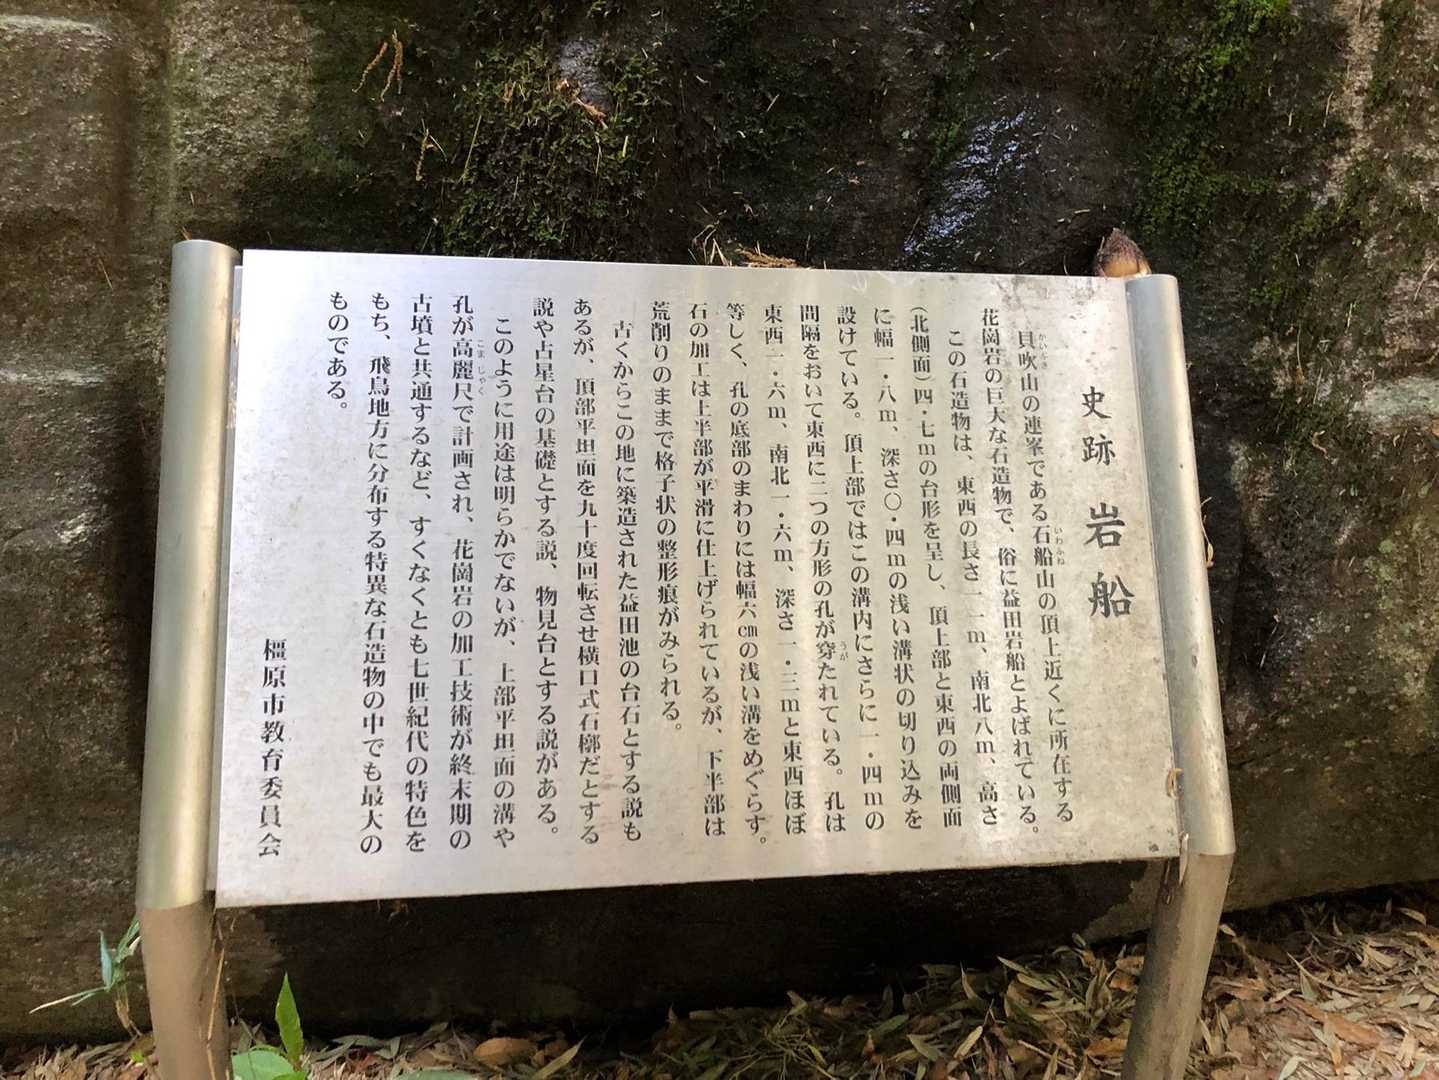 史跡 岩船
貝吹山の連峯である石船山の頂上近くに所在する
花崗岩の巨大な石造物で、俗に益田岩船とよばれている。
この石造物は、東西の長さ一一m、南北八m、高さ
(北側面)四・七mの台形を呈し、頂上部と東西の両側面
に幅一・八m、深さ〇・四mの浅い溝状の切り込みを
設けている。頂上部ではこの溝内にさらに一・四mの
間隔をおいて東西に二つの方形の孔が穿たれている。孔は
東西一・六m、南北一・六m、深さ一・三mと東西ほぼ
等しく、孔の底部のまわりには幅六㎝の浅い溝をめぐらす。
石の加工は上半部が平滑に仕上げられているが、下半部は
荒削りのままで格子状の整形痕がみられる。
古くからこの地に築造された益田池の台石とする説も
あるが、頂部平坦面を九十度回転させ横口式石槨だとする
説や占星台の基礎とする説、物見台とする説がある。
このように用途は明らかでないが、上部平坦面の溝や
孔が高麗尺で計画され、花崗岩の加工技術が終末期の
古墳と共通するなど、すくなくとも七世紀代の特色を
もち、飛鳥地方に分布する特異な石造物の中でも最大の
ものである。
橿原市教育委員会